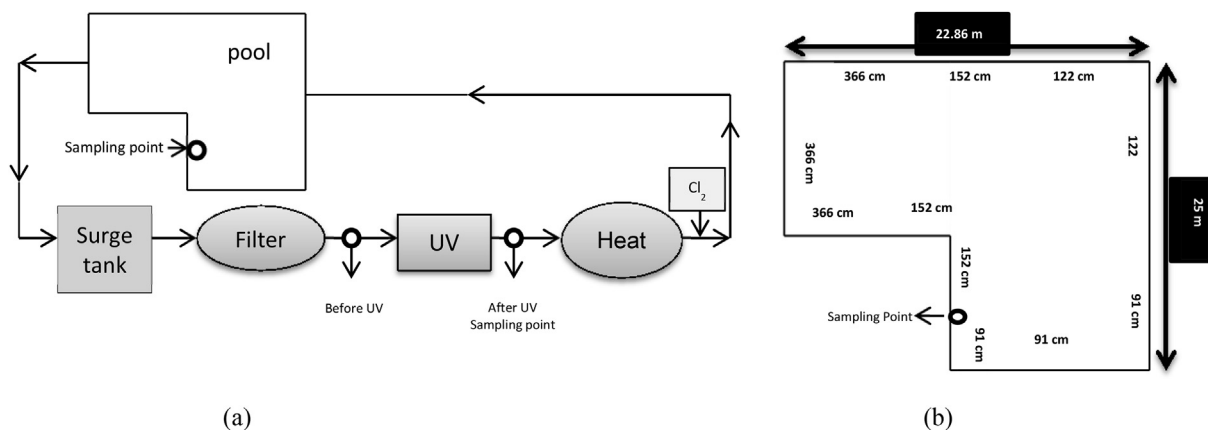 pool
Sampling point
Cl2
Surge
tank
Filter
UV
Heat
Before UV
After UV
Sampling point
(a)
22.86 m
366 cm 152 cm 122 cm
366 cm
122
25 m
366 cm 152 cm
152 cm
91 cm
Sampling Point
91 cm
91 cm
(b)